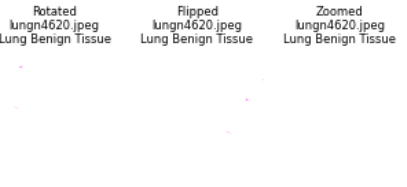 Rotated
lungn4620.jpeg
Lung Benign Tissue
Flipped
lungn4620.jpeg
Lung Benign Tissue
Zoomed
lungn4620.jpeg
Lung Benign Tissue